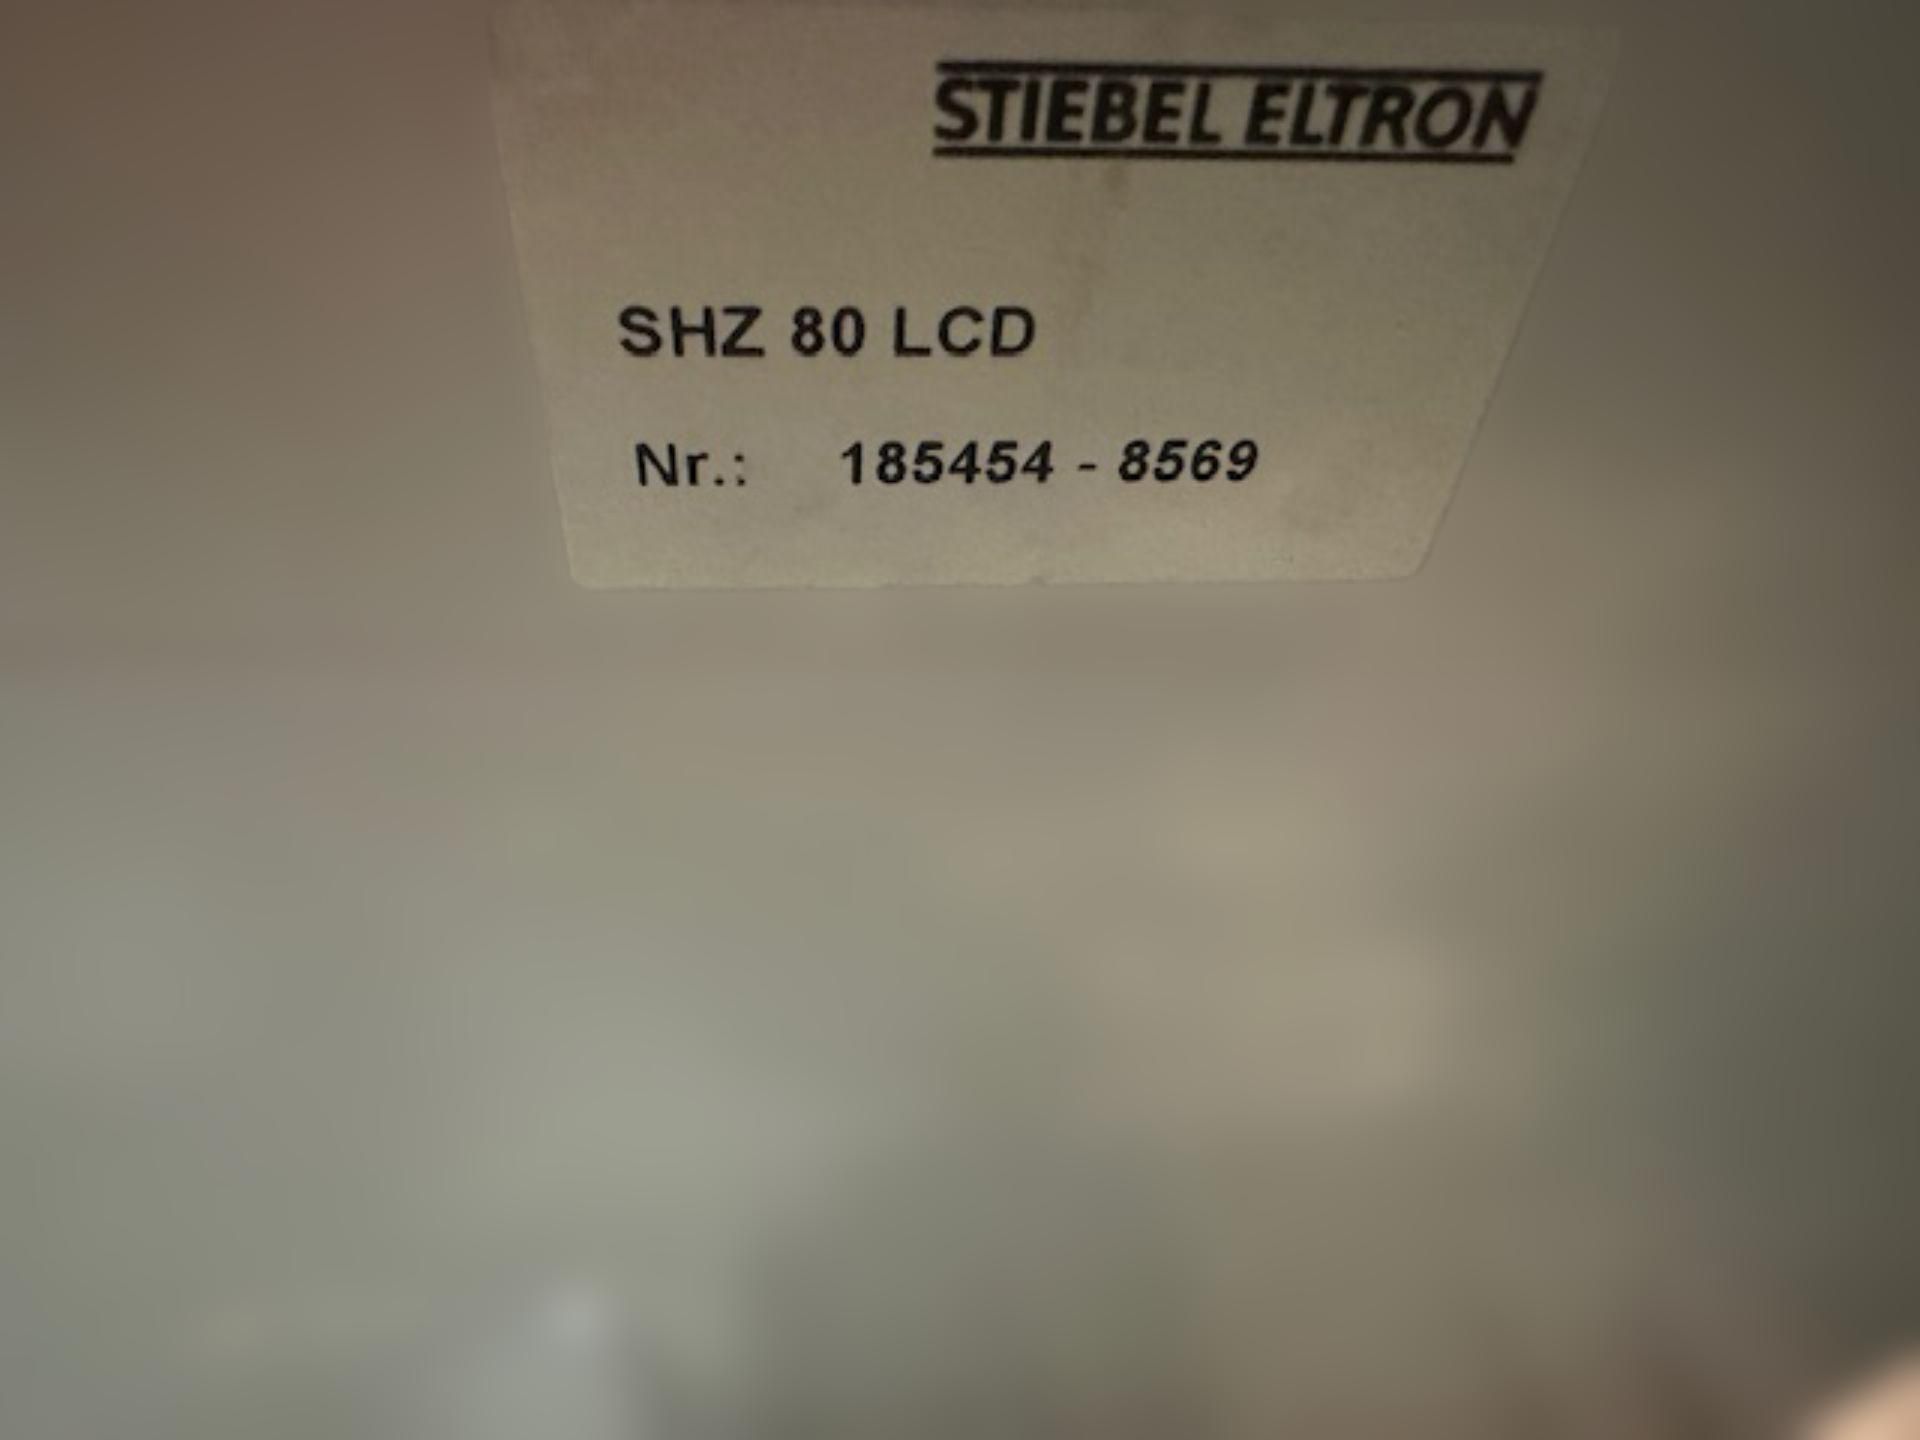 STIEBEL ELTRON
SHZ 80 LCD
Nr.: 185454 - 8569